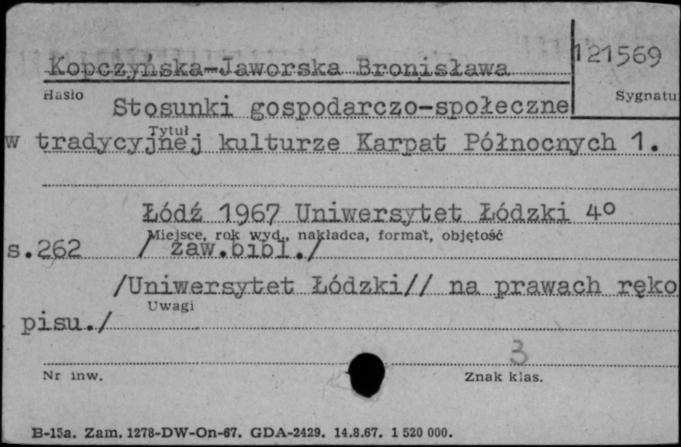 Kopczyńska-Jaworska Bronisława
121569
Hasło
Sygnatu
Stosunki gospodarczo-społeczne
Tytuł
w tradycyjnej kulturze Karpat Północnych 1.
Łódź 1967 Uniwersytet Łódzki 4°
Miejsce, rok wyd., nakładca, format, objętość
s.262 / zaw.bibl./
/Uniwersytet Łódzki// na prawach ręko
Uwagi
pisu./
3
Nr inw.
Znak klas.
B-15a. Zam. 1278-DW-On-67. GDA-2429. 14.8.67. 1 520 000.